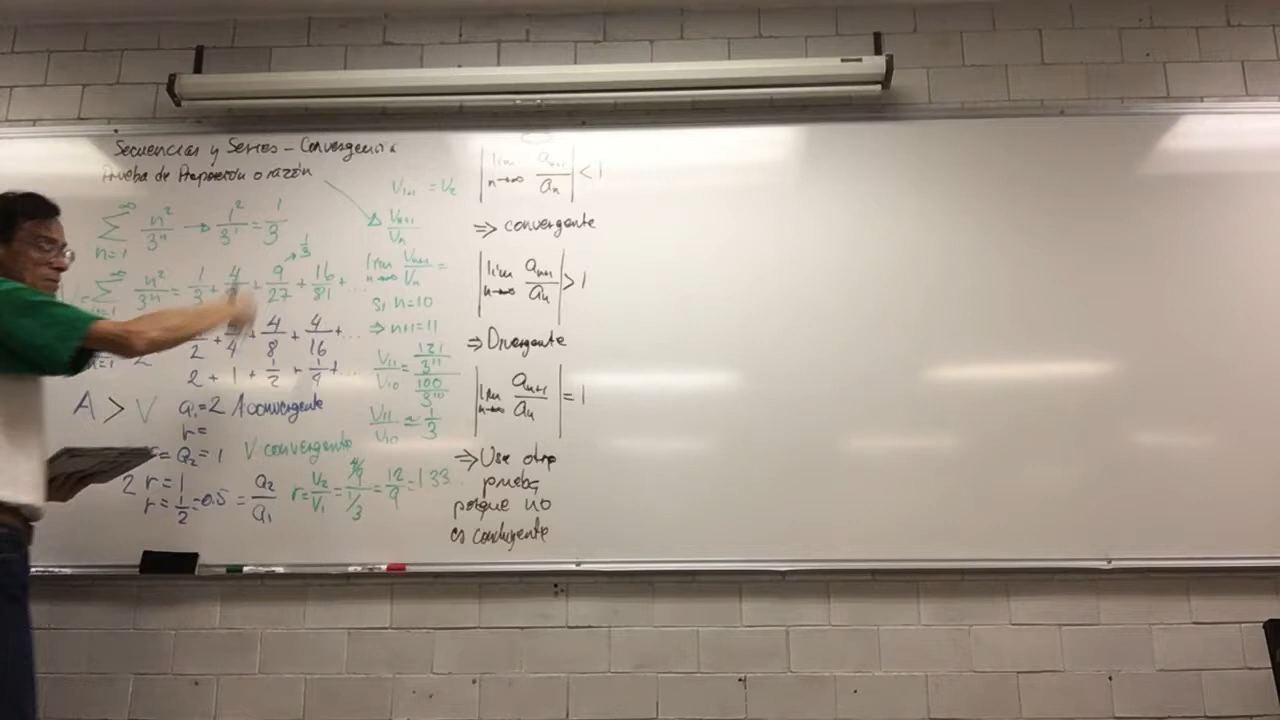 Secuencias y Series - Convergencia
Prueba de Proporción o razón
∑ n=1 ∞ n²/3ⁿ → 1²/3¹ = 1/3
∑ n=1 ∞ n²/3ⁿ = 1/3 + 4/9 + 9/27 + 16/81 + ...
→ 1/3
/2 + 4/4 + 4/8 + 4/16 + ...
n=1
2 + 1 + 1/2 + 1/4 + ...
A > V
a₁ = 2 A convergente
r =
= a₂ = 1 V convergente
2 r = 1
r = 1/2 = 0.5 = a₂/a₁
r = V₂/V₁ = 4/9 / 1/3 = 12/9 = 1.33...
Vₙ₊₁/Vₙ
lim n→∞ Vₙ₊₁/Vₙ =
Si n=10
⇒ n+1=11
V₁₁/V₁₀ = 121/3¹¹ / 100/3¹⁰
V₁₁/V₁₀ ≈ 1/3
|lim n→∞ aₙ₊₁/aₙ| < 1
⇒ convergente
|lim n→∞ aₙ₊₁/aₙ| > 1
⇒ Divergente
|lim n→∞ aₙ₊₁/aₙ| = 1
⇒ Use otra
prueba
porque no
es concluyente